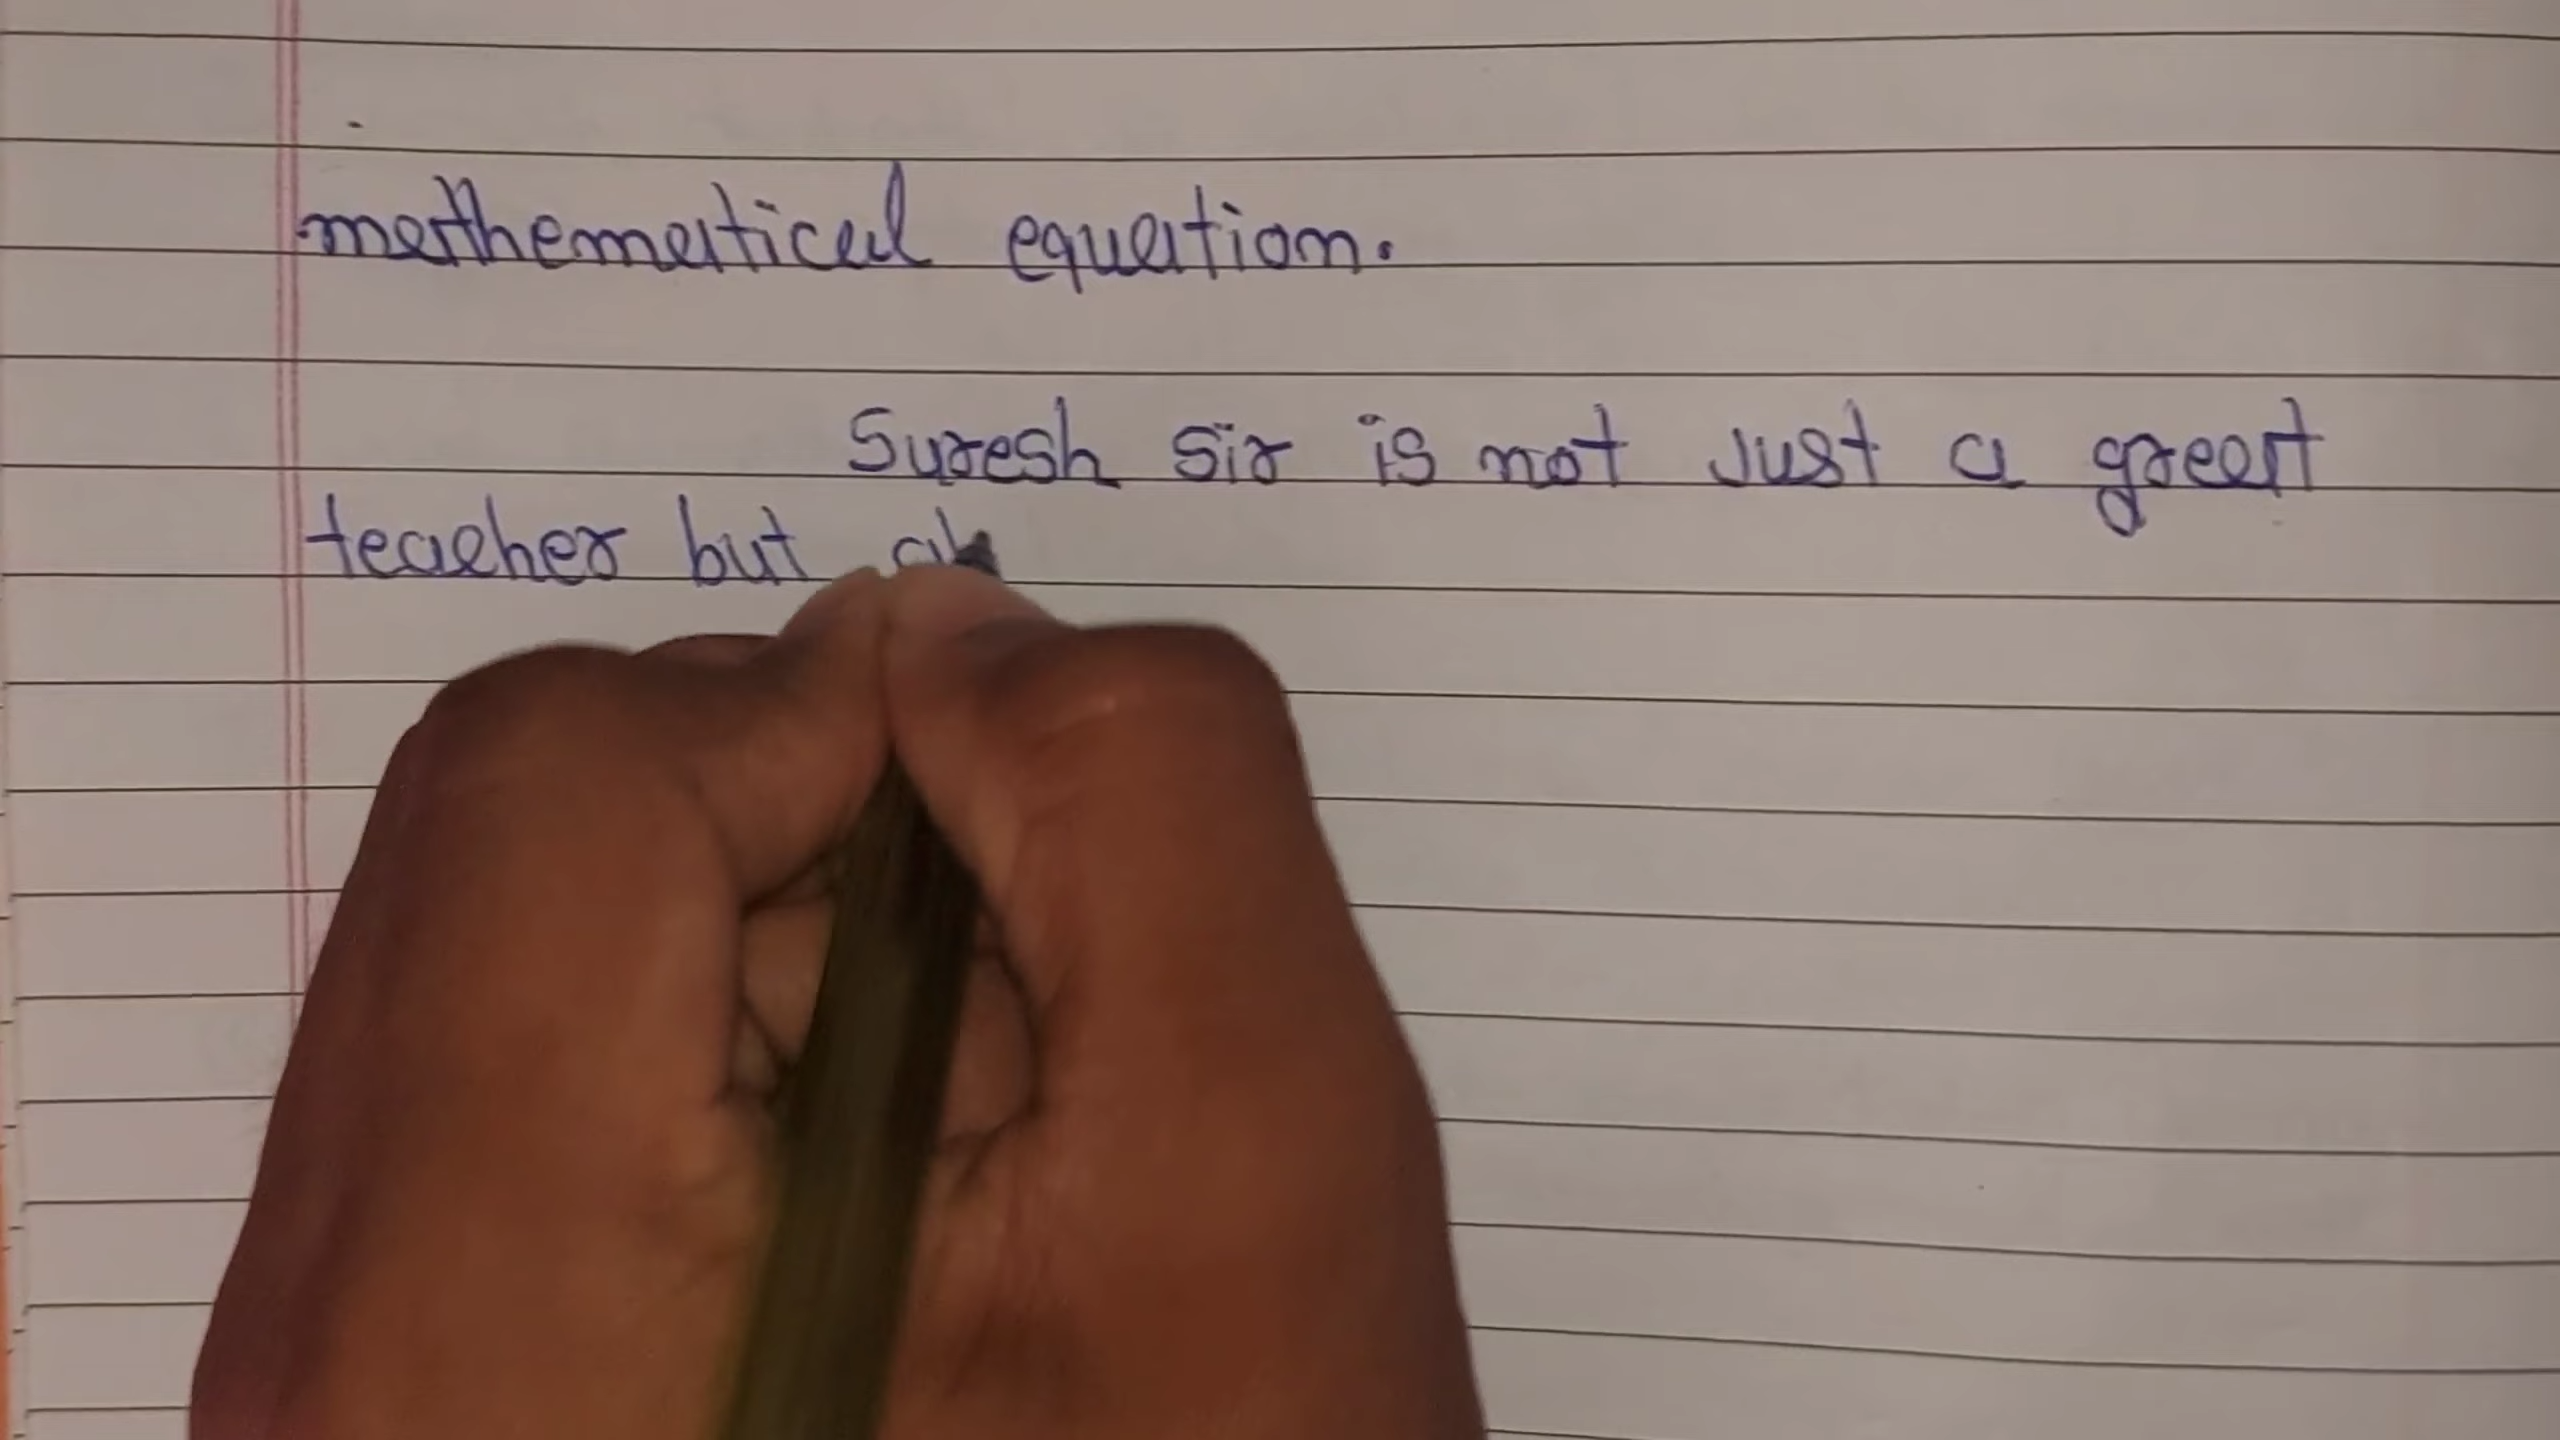 mathematical equation.
Suresh sir is not Just a great
teacher but